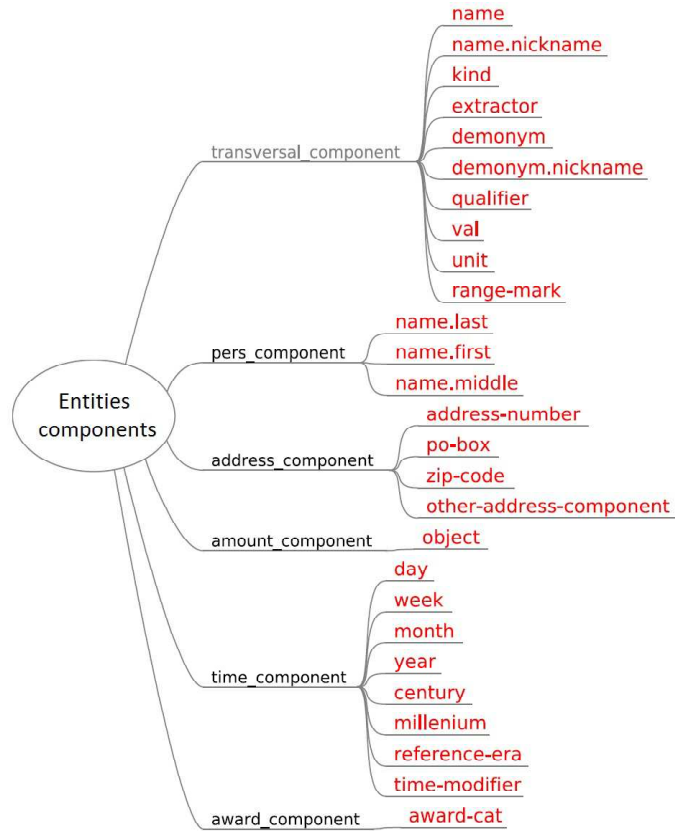 Entities
components
transversal_component
name
name.nickname
kind
extractor
demonym
demonym.nickname
qualifier
val
unit
range-mark
pers_component
name.last
name.first
name.middle
address_component
address-number
po-box
zip-code
other-address-component
amount_component
object
time_component
day
week
month
year
century
millenium
reference-era
time-modifier
award_component
award-cat